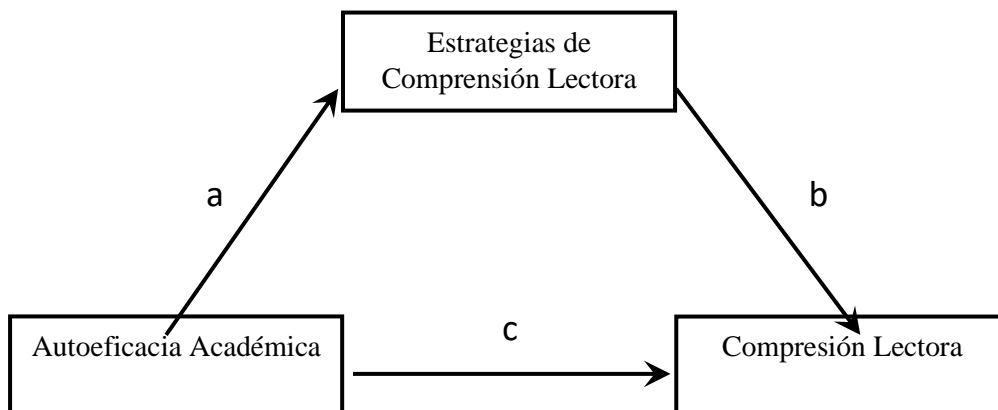 Estrategias de
Comprensión Lectora
a
b
c
Autoeficacia Académica
Compresión Lectora